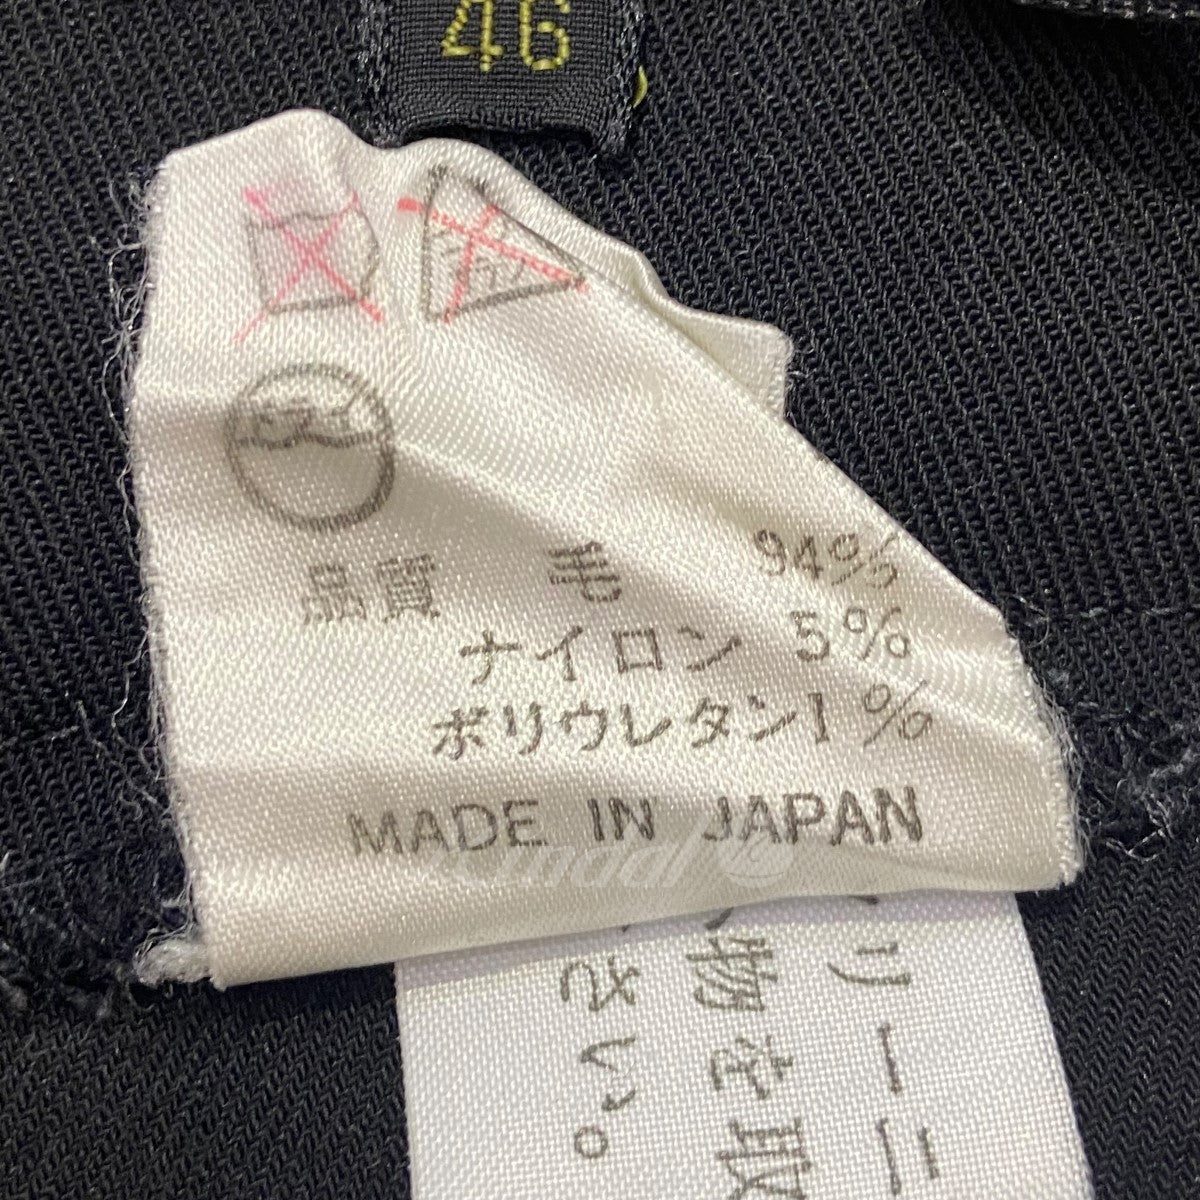 46
品質 毛 94%
ナイロン 5%
ポリウレタン1%
MADE IN JAPAN
リーニ
物を取
さい。